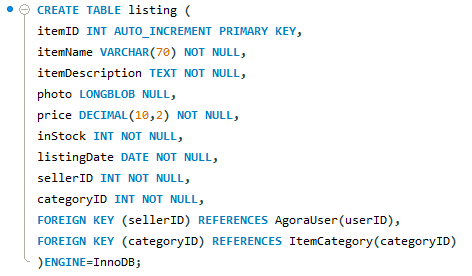 CREATE TABLE listing (
itemID INT AUTO_INCREMENT PRIMARY KEY,
itemName VARCHAR(70) NOT NULL,
itemDescription TEXT NOT NULL,
photo LONGBLOB NULL,
price DECIMAL(10,2) NOT NULL,
inStock INT NOT NULL,
listingDate DATE NOT NULL,
sellerID INT NOT NULL,
categoryID INT NOT NULL,
FOREIGN KEY (sellerID) REFERENCES AgoraUser(userID),
FOREIGN KEY (categoryID) REFERENCES ItemCategory(categoryID)
)ENGINE=InnoDB;